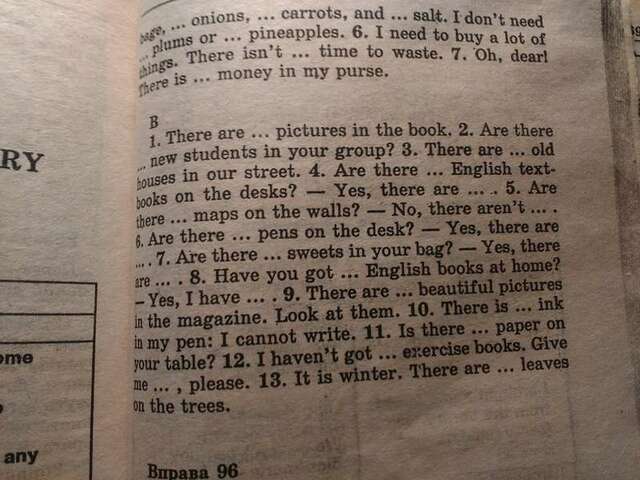 RY
ome
any
... onions, ... carrots, and ... salt. I don't need
... plums or ... pineapples. 6. I need to buy a lot of
things. There isn't ... time to waste. 7. Oh, dear!
There is ... money in my purse.
B
1. There are ... pictures in the book. 2. Are there
... new students in your group? 3. There are ... old
houses in our street. 4. Are there ... English text-
books on the desks? — Yes, there are ... . 5. Are
there ... maps on the walls? — No, there aren't ... .
6. Are there ... pens on the desk? — Yes, there are
... . 7. Are there ... sweets in your bag? — Yes, there
are ... . 8. Have you got ... English books at home?
— Yes, I have ... . 9. There are ... beautiful pictures
in the magazine. Look at them. 10. There is ... ink
in my pen: I cannot write. 11. Is there ... paper on
your table? 12. I haven't got ... exercise books. Give
me ... , please. 13. It is winter. There are ... leaves
on the trees.
Вправа 96